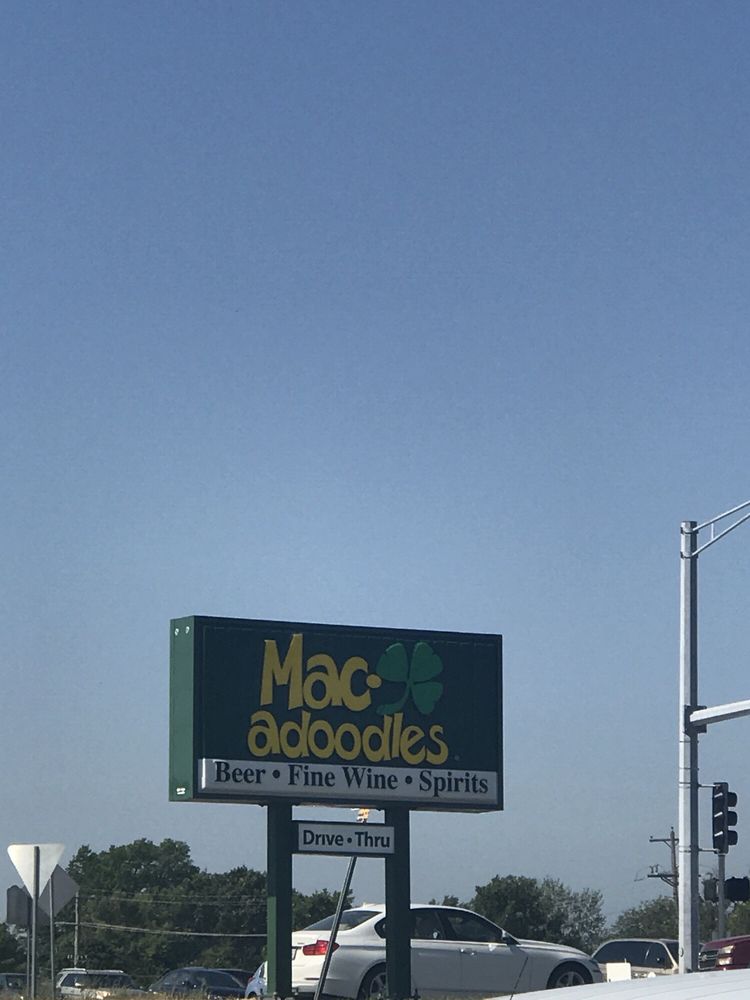 Mac•
adoodles
Beer • Fine Wine • Spirits
Drive • Thru